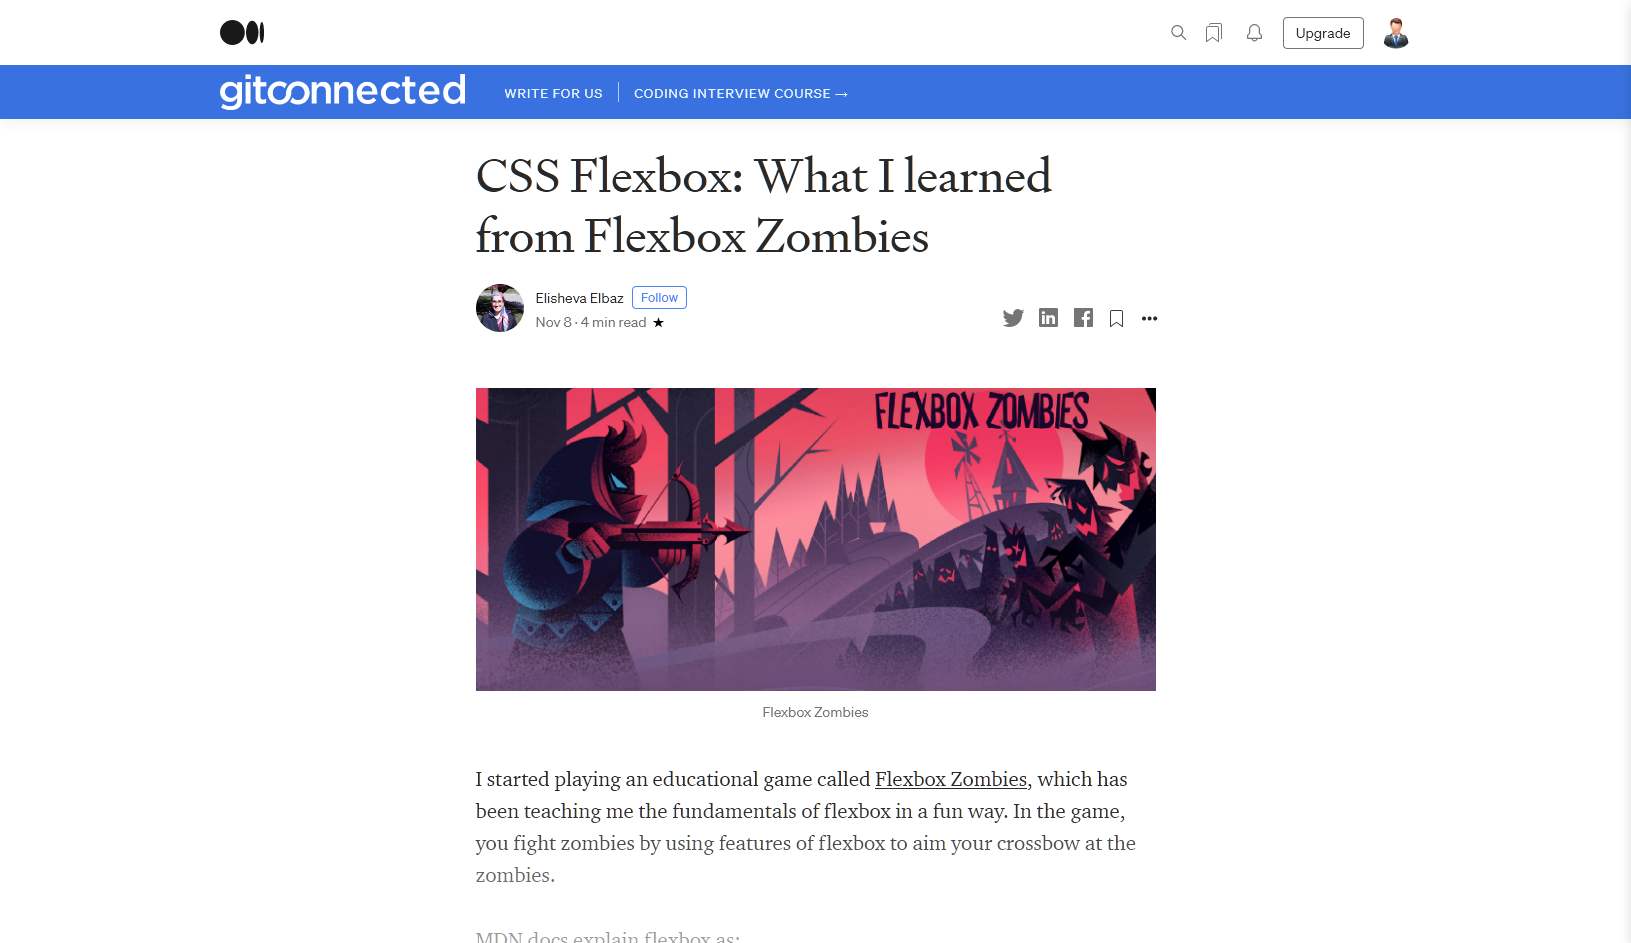 Upgrade
gitconnected
WRITE FOR US
CODING INTERVIEW COURSE →
CSS Flexbox: What I learned
from Flexbox Zombies
Elisheva Elbaz
Follow
Nov 8 · 4 min read ★
FLEXBOX ZOMBIES
Flexbox Zombies
I started playing an educational game called Flexbox Zombies, which has
been teaching me the fundamentals of flexbox in a fun way. In the game,
you fight zombies by using features of flexbox to aim your crossbow at the
zombies.
MDN docs explain flexbox as: